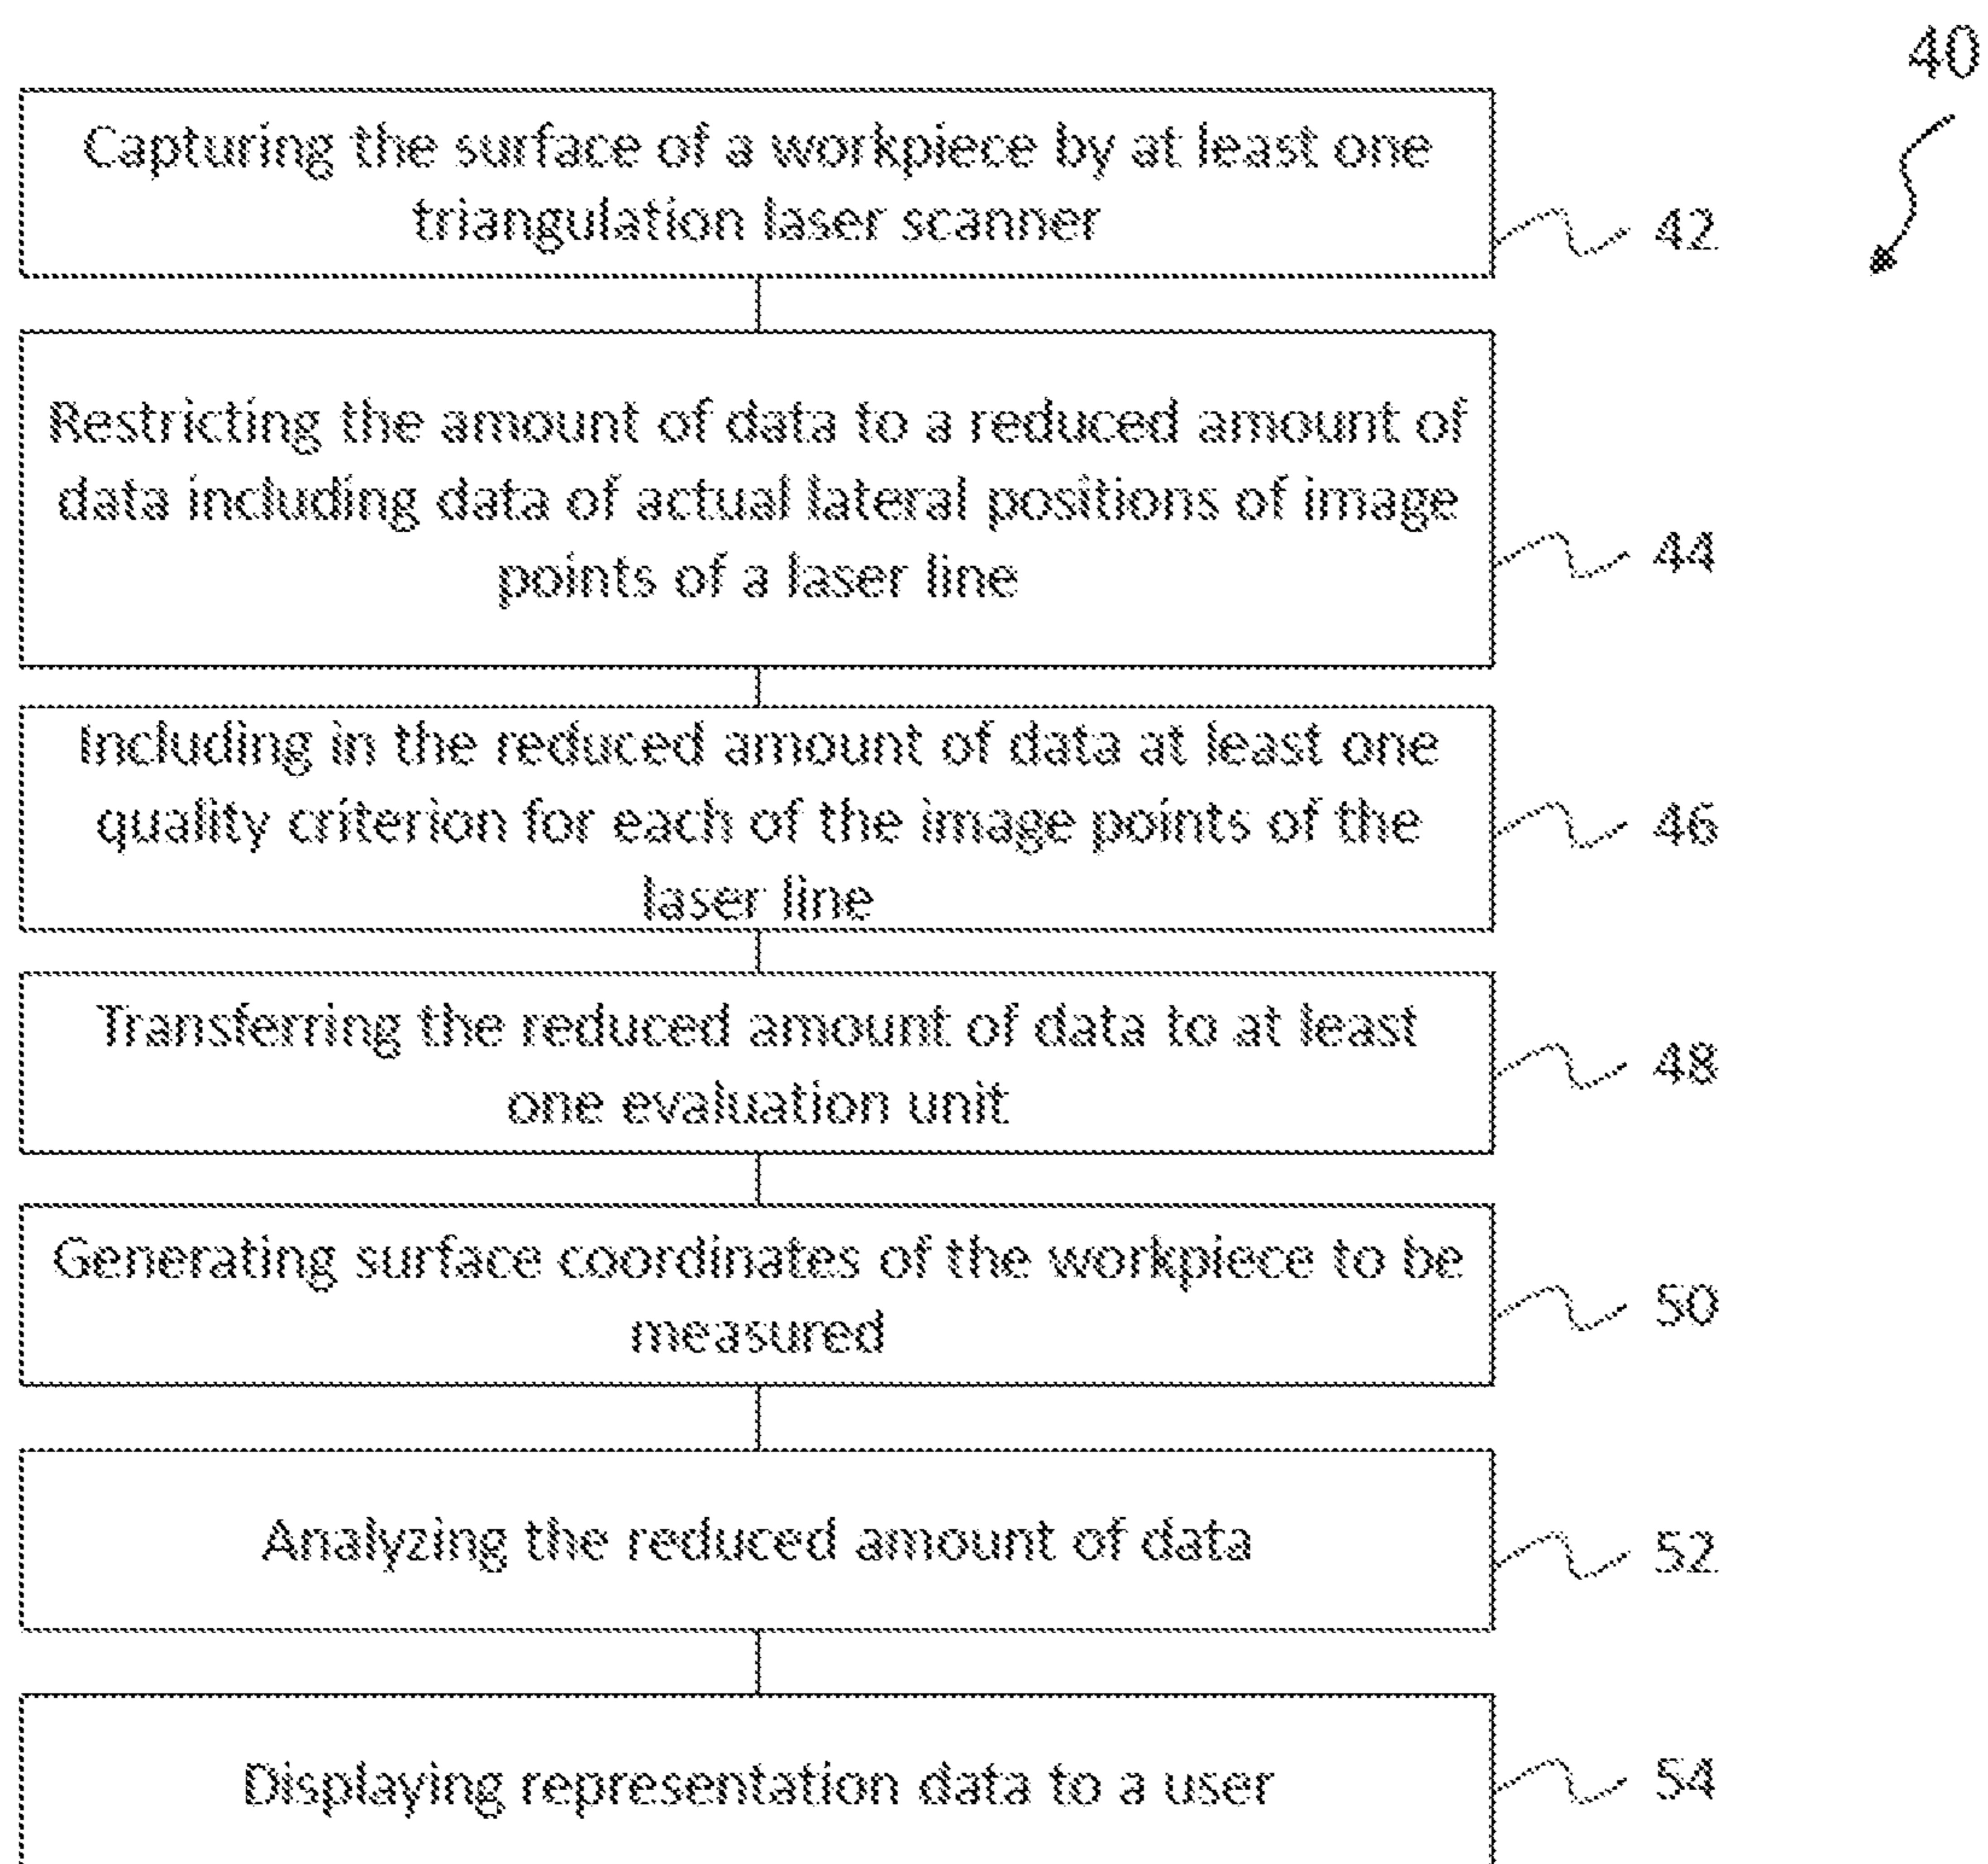 40
Capturing the surface of a workpiece by at least one
triangulation laser scanner
42
Restricting the amount of data to a reduced amount of
data including data of actual lateral positions of image
points of a laser line
44
Including in the reduced amount of data at least one
quality criterion for each of the image points of the
laser line
46
Transferring the reduced amount of data to at least
one evaluation unit
48
Generating surface coordinates of the workpiece to be
measured
50
Analyzing the reduced amount of data
52
Displaying representation data to a user
54